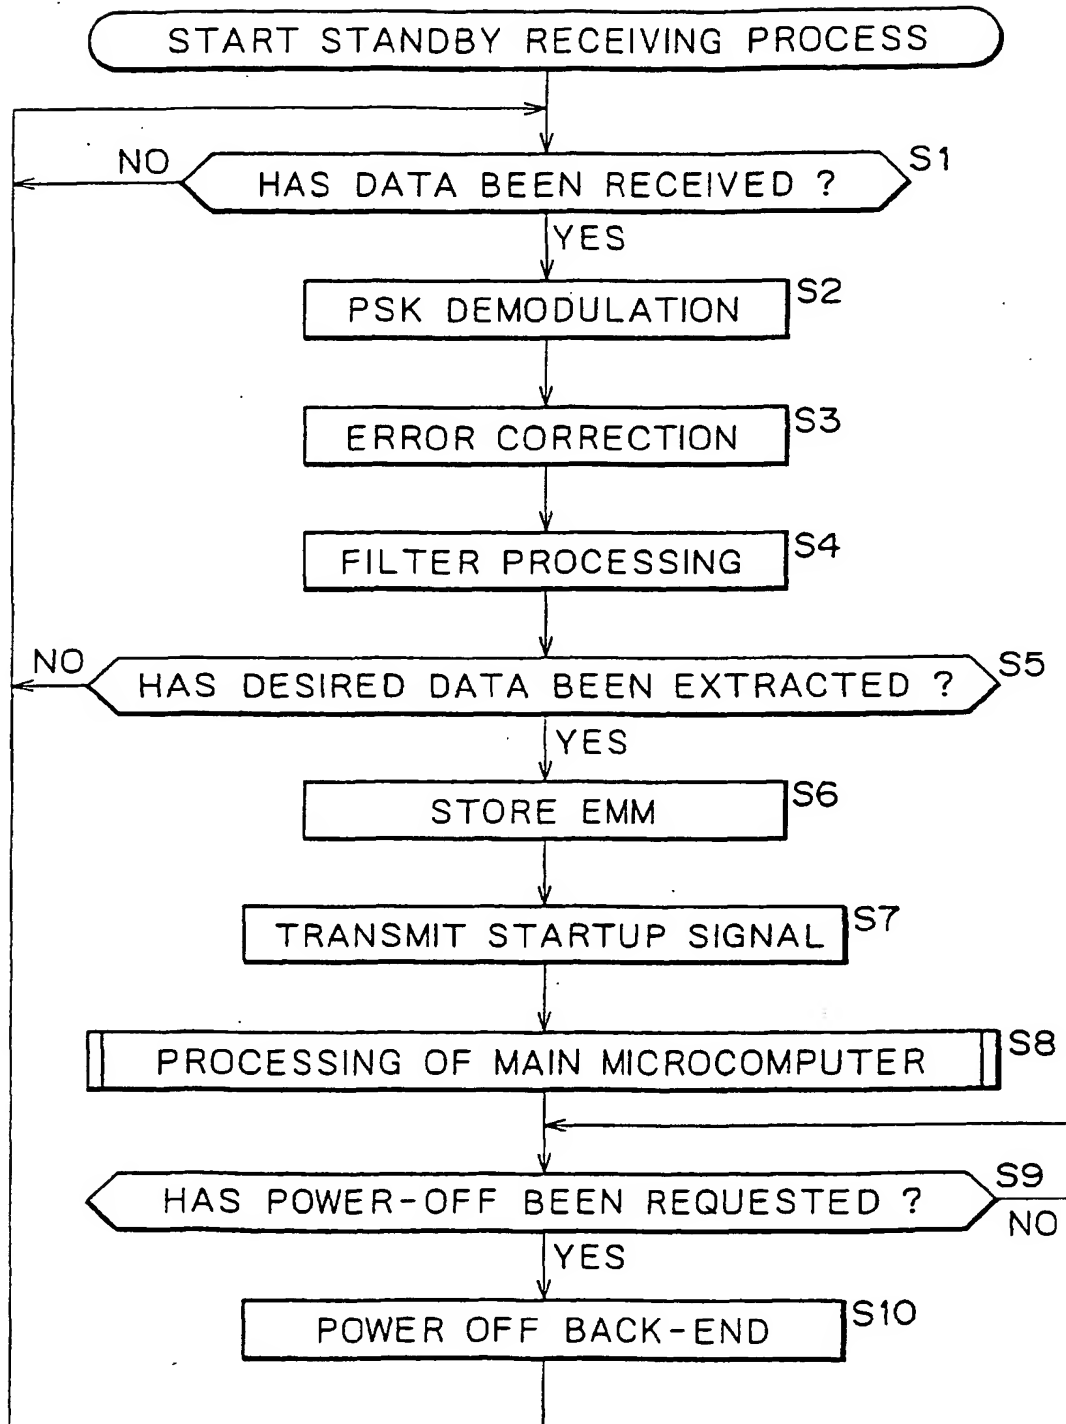 START STANDBY RECEIVING PROCESS
NO
S1
HAS DATA BEEN RECEIVED ?
YES
S2
PSK DEMODULATION
S3
ERROR CORRECTION
S4
FILTER PROCESSING
NO
S5
HAS DESIRED DATA BEEN EXTRACTED ?
YES
S6
STORE EMM
S7
TRANSMIT STARTUP SIGNAL
S8
PROCESSING OF MAIN MICROCOMPUTER
S9
HAS POWER-OFF BEEN REQUESTED ?
NO
YES
S10
POWER OFF BACK-END